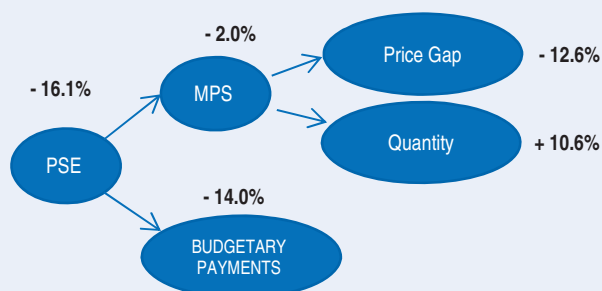 - 2.0%
Price Gap
- 12.6%
- 16.1%
MPS
Quantity
+ 10.6%
PSE
- 14.0%
BUDGETARY
PAYMENTS